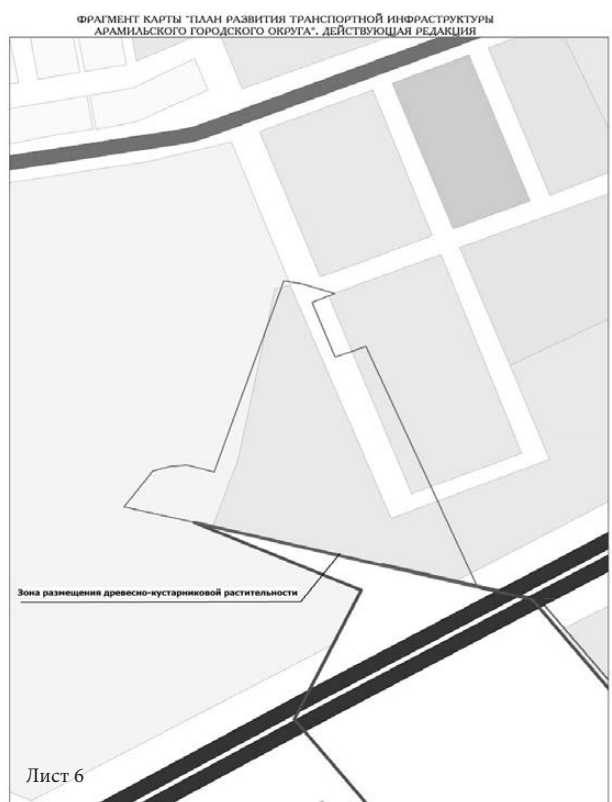 ФРАГМЕНТ КАРТЫ "ПЛАН РАЗВИТИЯ ТРАНСПОРТНОЙ ИНФРАСТРУКТУРЫ
АРАМИЛЬСКОГО ГОРОДСКОГО ОКРУГА". ДЕЙСТВУЮЩАЯ РЕДАКЦИЯ
Зона размещения древесно-кустарниковой растительности
Лист 6